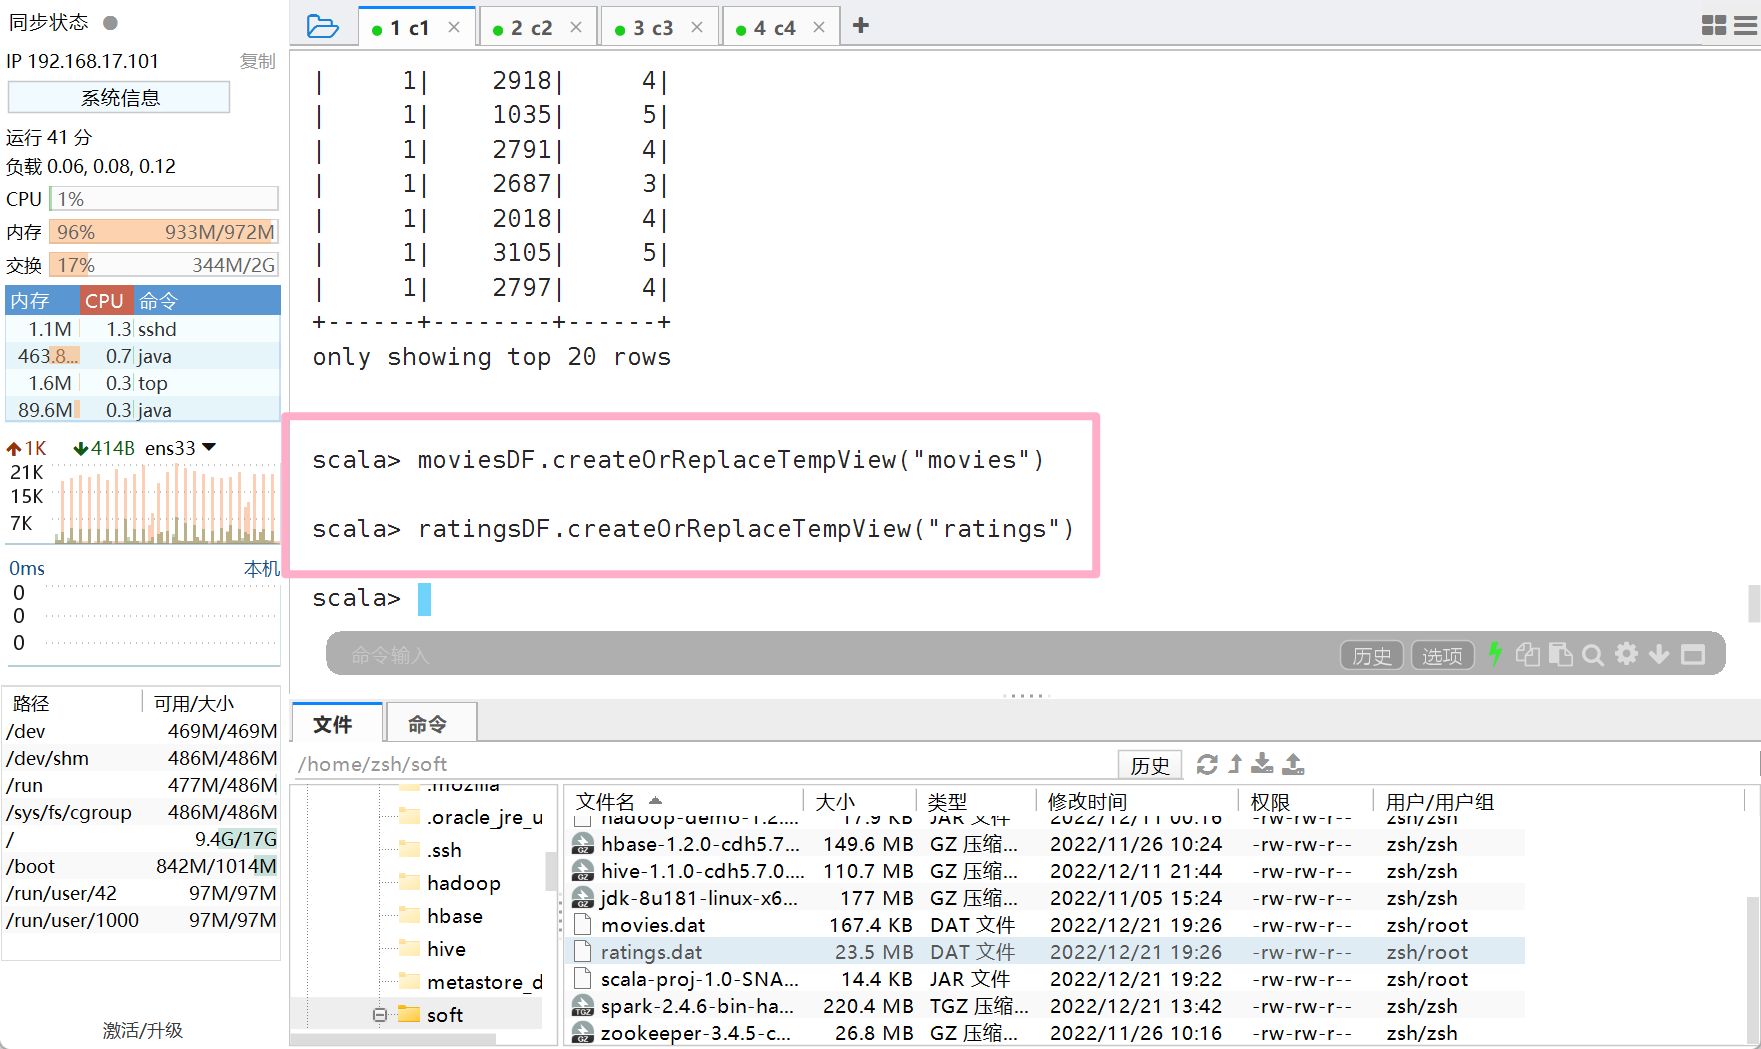 同步状态
IP 192.168.17.101 复制
系统信息
运行 41 分
负载 0.06, 0.08, 0.12
CPU 1%
内存 96% 933M/972M
交换 17% 344M/2G
内存 CPU 命令
1.1M 1.3 sshd
463.8... 0.7 java
1.6M 0.3 top
89.6M 0.3 java
1K 414B ens33
21K
15K
7K
0ms 本机
0
0
0
路径 可用/大小
/dev 469M/469M
/dev/shm 486M/486M
/run 477M/486M
/sys/fs/cgroup 486M/486M
/ 9.4G/17G
/boot 842M/1014M
/run/user/42 97M/97M
/run/user/1000 97M/97M
激活/升级
1 c1 × 2 c2 × 3 c3 × 4 c4 × +
| 1| 2918| 4|
| 1| 1035| 5|
| 1| 2791| 4|
| 1| 2687| 3|
| 1| 2018| 4|
| 1| 3105| 5|
| 1| 2797| 4|
+------+--------+------+
only showing top 20 rows
scala> moviesDF.createOrReplaceTempView("movies")
scala> ratingsDF.createOrReplaceTempView("ratings")
scala>
命令输入 历史 选项
文件 命令
/home/zsh/soft 历史
.mozilla
.oracle_jre_u
.ssh
hadoop
hbase
hive
metastore_d
soft
文件名 大小 类型 修改时间 权限 用户/用户组
hadoop-demo-1.2.... 17.9 KB JAR 文件 2022/12/11 00:16 -rw-rw-r-- zsh/zsh
hbase-1.2.0-cdh5.7... 149.6 MB GZ 压缩... 2022/11/26 10:24 -rw-rw-r-- zsh/zsh
hive-1.1.0-cdh5.7.0.... 110.7 MB GZ 压缩... 2022/12/11 21:44 -rw-rw-r-- zsh/zsh
jdk-8u181-linux-x6... 177 MB GZ 压缩... 2022/11/05 15:24 -rw-rw-r-- zsh/zsh
movies.dat 167.4 KB DAT 文件 2022/12/21 19:26 -rw-rw-r-- zsh/root
ratings.dat 23.5 MB DAT 文件 2022/12/21 19:26 -rw-rw-r-- zsh/root
scala-proj-1.0-SNA... 14.4 KB JAR 文件 2022/12/21 19:22 -rw-rw-r-- zsh/root
spark-2.4.6-bin-ha... 220.4 MB TGZ 压缩... 2022/12/21 13:42 -rw-rw-r-- zsh/zsh
zookeeper-3.4.5-c... 26.8 MB GZ 压缩... 2022/11/26 10:16 -rw-rw-r-- zsh/zsh